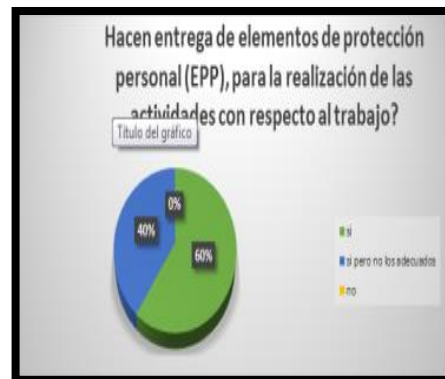 Hacen entrega de elementos de protección
personal (EPP), para la realización de las
actividades con respecto al trabajo?
Título del gráfico
0%
40%
60%
si
si pero no los adecuados
no